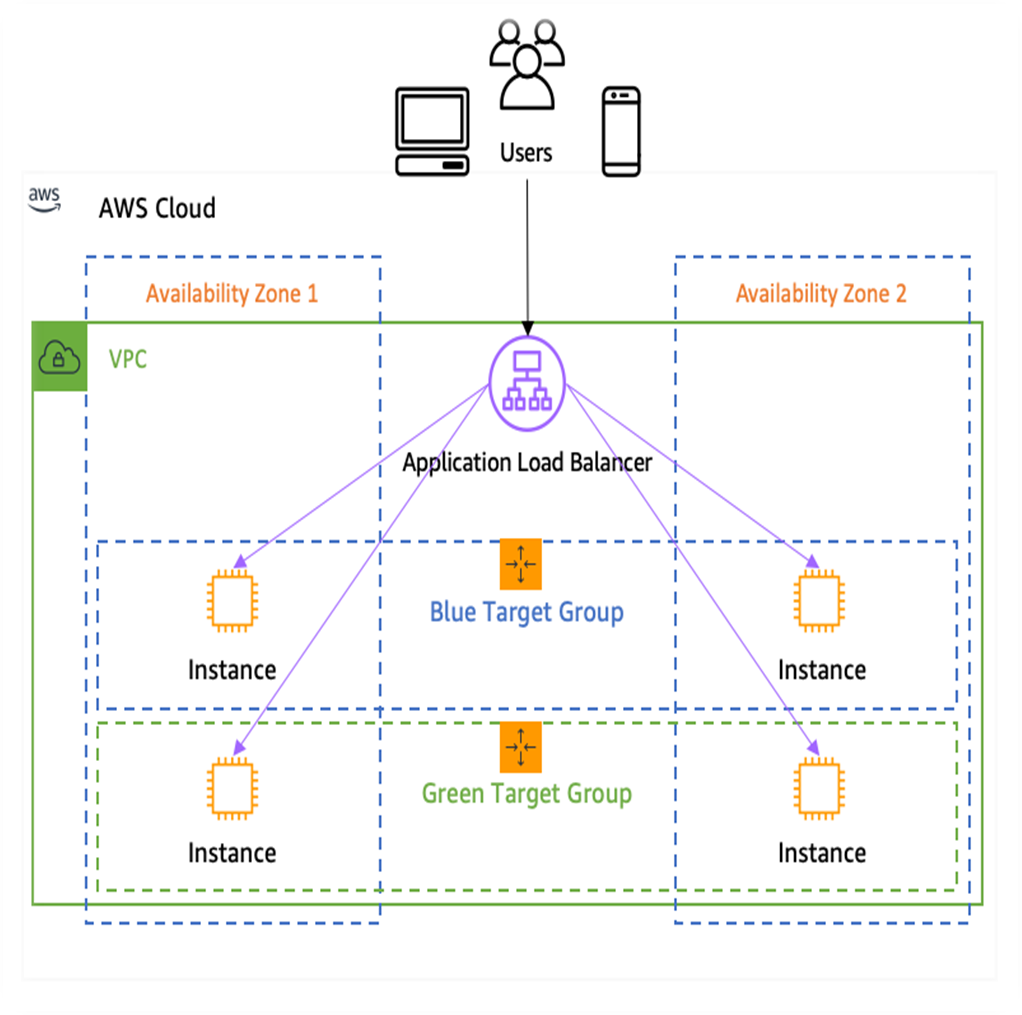 Users
aws
AWS Cloud
Availability Zone 1
Availability Zone 2
VPC
Application Load Balancer
Blue Target Group
Instance
Instance
Green Target Group
Instance
Instance